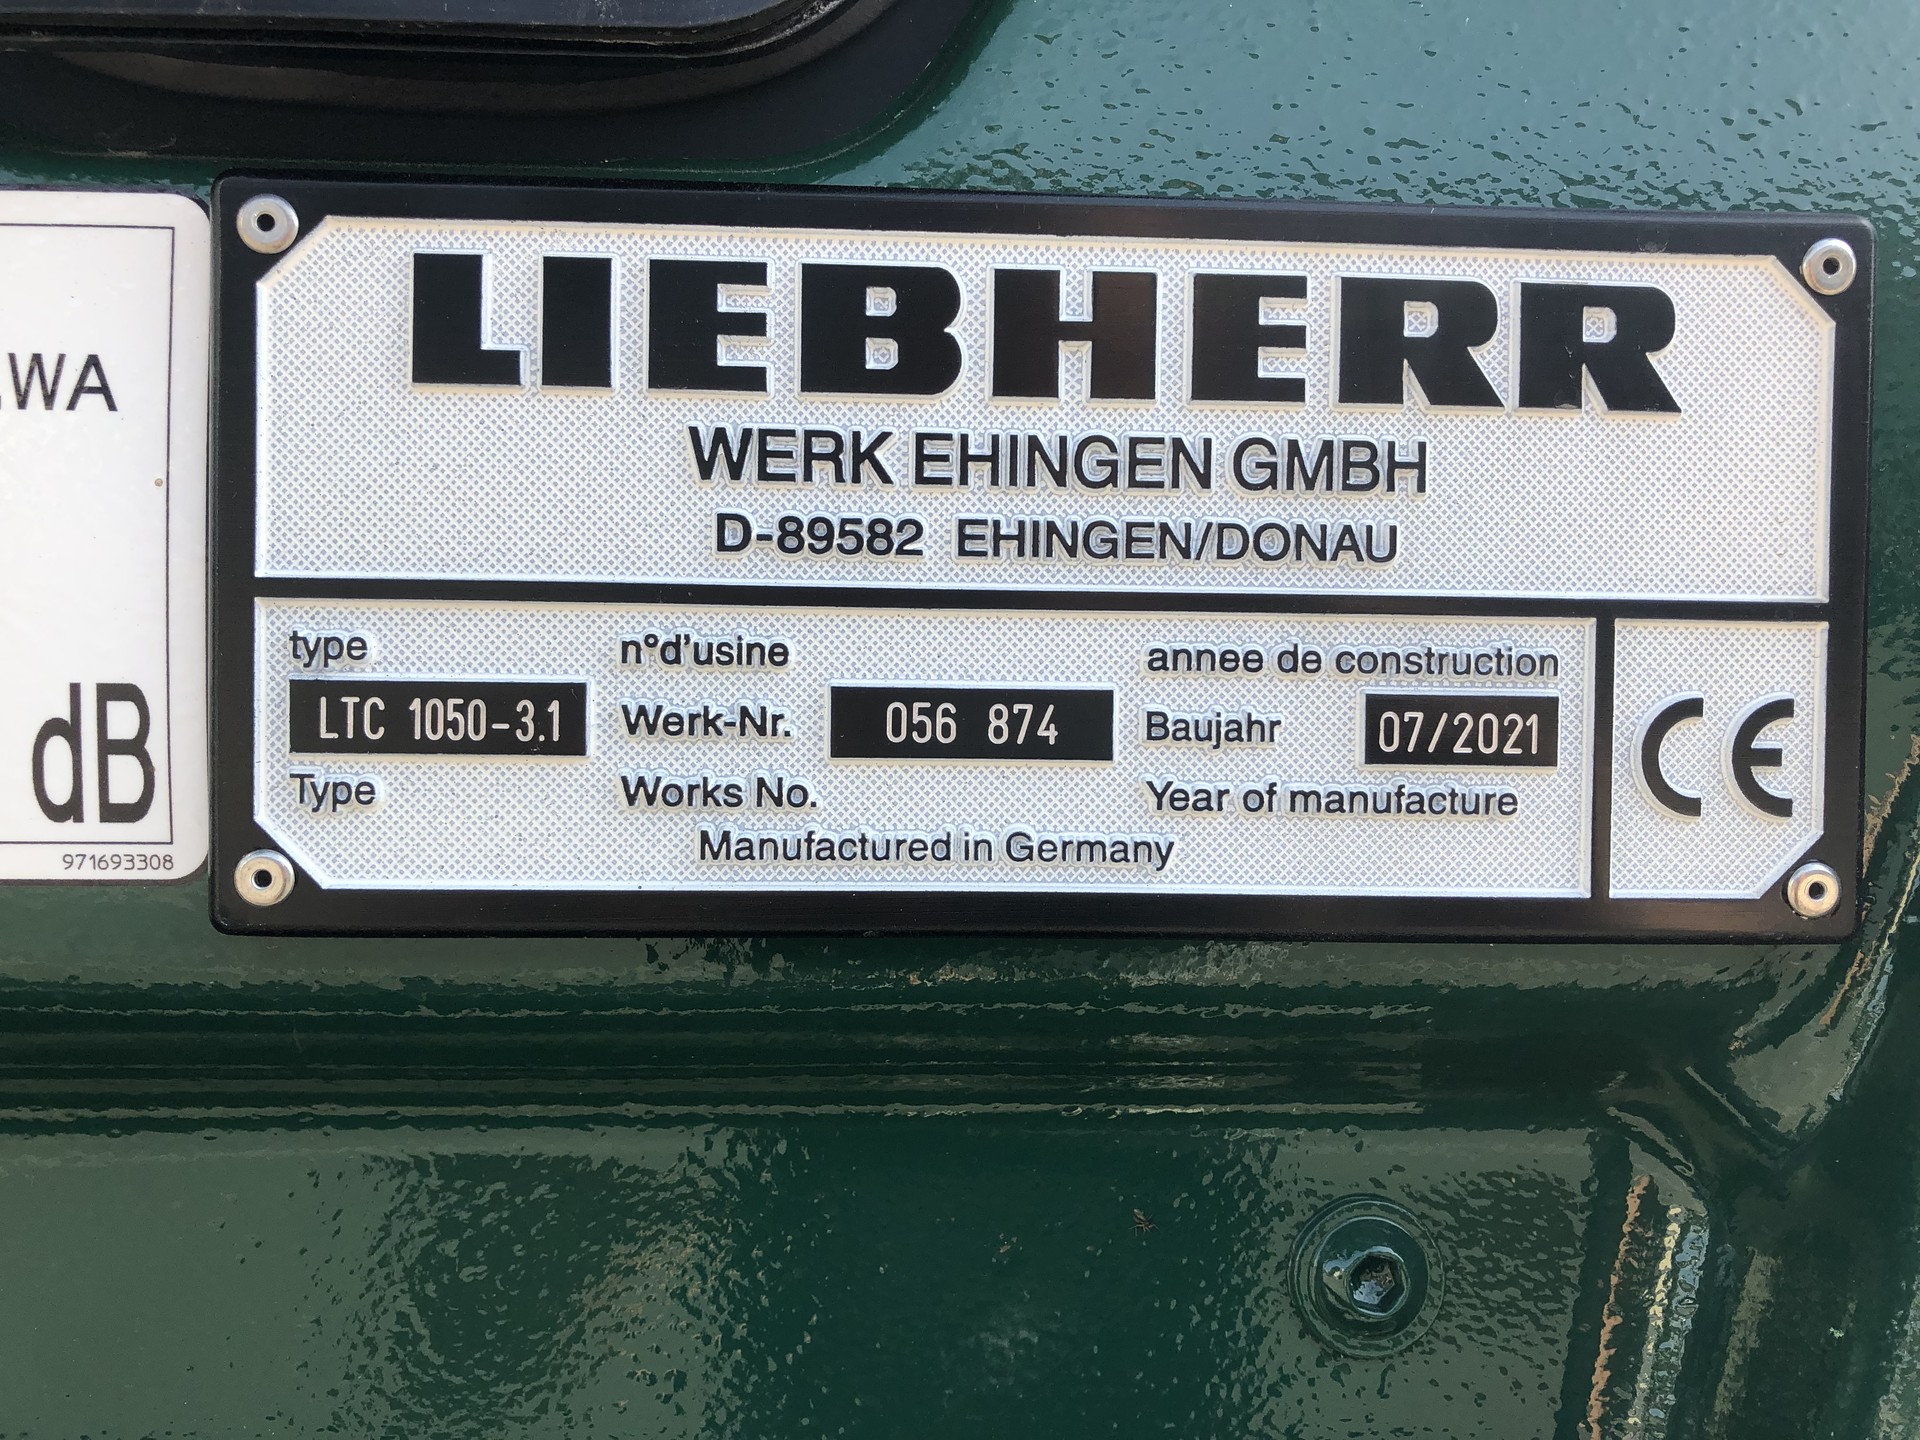 LIEBHERR
WERK EHINGEN GMBH
D-89582 EHINGEN/DONAU
type n°d'usine annee de construction
LTC 1050-3.1 Werk-Nr. 056 874 Baujahr 07/2021
Type Works No. Year of manufacture
Manufactured in Germany
CE
WA
dB
971693308